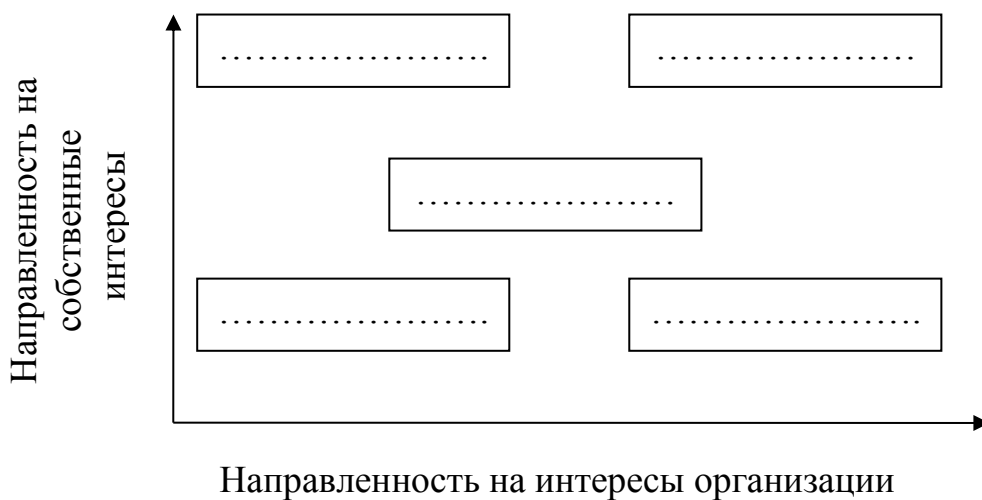 Направленность на
собственные
интересы
.....................
....................
....................
.....................
.....................
Направленность на интересы организации